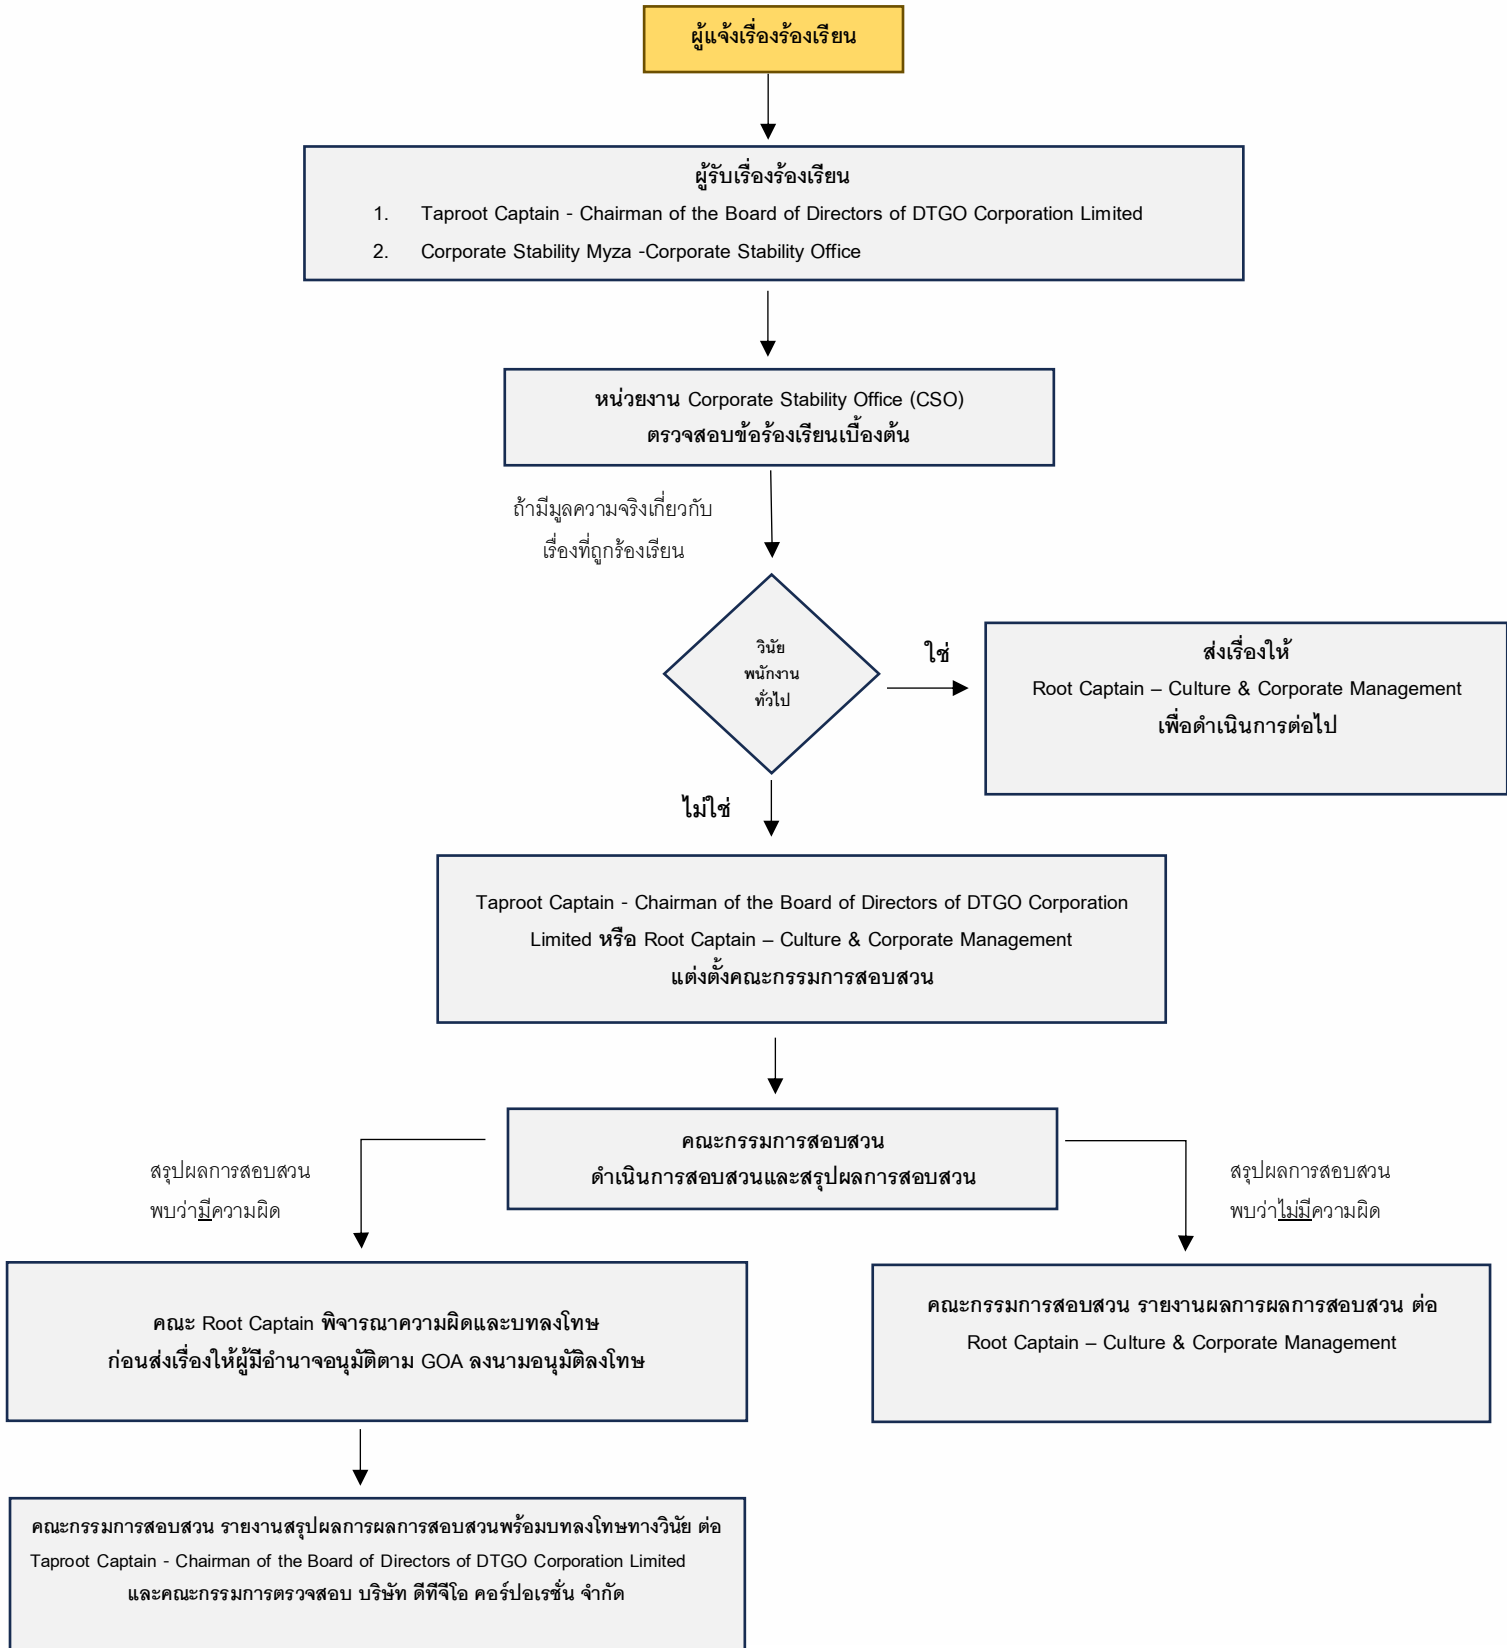 ผู้แจ้งเรื่องร้องเรียน
ผู้รับเรื่องร้องเรียน
1. Taproot Captain - Chairman of the Board of Directors of DTGO Corporation Limited
2. Corporate Stability Myza -Corporate Stability Office
หน่วยงาน Corporate Stability Office (CSO)
ตรวจสอบข้อร้องเรียนเบื้องต้น
ถ้ามีมูลความจริงเกี่ยวกับ
เรื่องที่ถูกร้องเรียน
วินัย
พนักงาน
ทั่วไป
ใช่
ส่งเรื่องให้
Root Captain – Culture & Corporate Management
เพื่อดำเนินการต่อไป
ไม่ใช่
Taproot Captain - Chairman of the Board of Directors of DTGO Corporation
Limited หรือ Root Captain – Culture & Corporate Management
แต่งตั้งคณะกรรมการสอบสวน
คณะกรรมการสอบสวน
ดำเนินการสอบสวนและสรุปผลการสอบสวน
สรุปผลการสอบสวน
พบว่ามีความผิด
สรุปผลการสอบสวน
พบว่าไม่มีความผิด
คณะ Root Captain พิจารณาความผิดและบทลงโทษ
ก่อนส่งเรื่องให้ผู้มีอำนาจอนุมัติตาม GOA ลงนามอนุมัติลงโทษ
คณะกรรมการสอบสวน รายงานผลการผลการสอบสวน ต่อ
Root Captain – Culture & Corporate Management
คณะกรรมการสอบสวน รายงานสรุปผลการผลการสอบสวนพร้อมบทลงโทษทางวินัย ต่อ
Taproot Captain - Chairman of the Board of Directors of DTGO Corporation Limited
และคณะกรรมการตรวจสอบ บริษัท ดีทีจีโอ คอร์ปอเรชั่น จำกัด